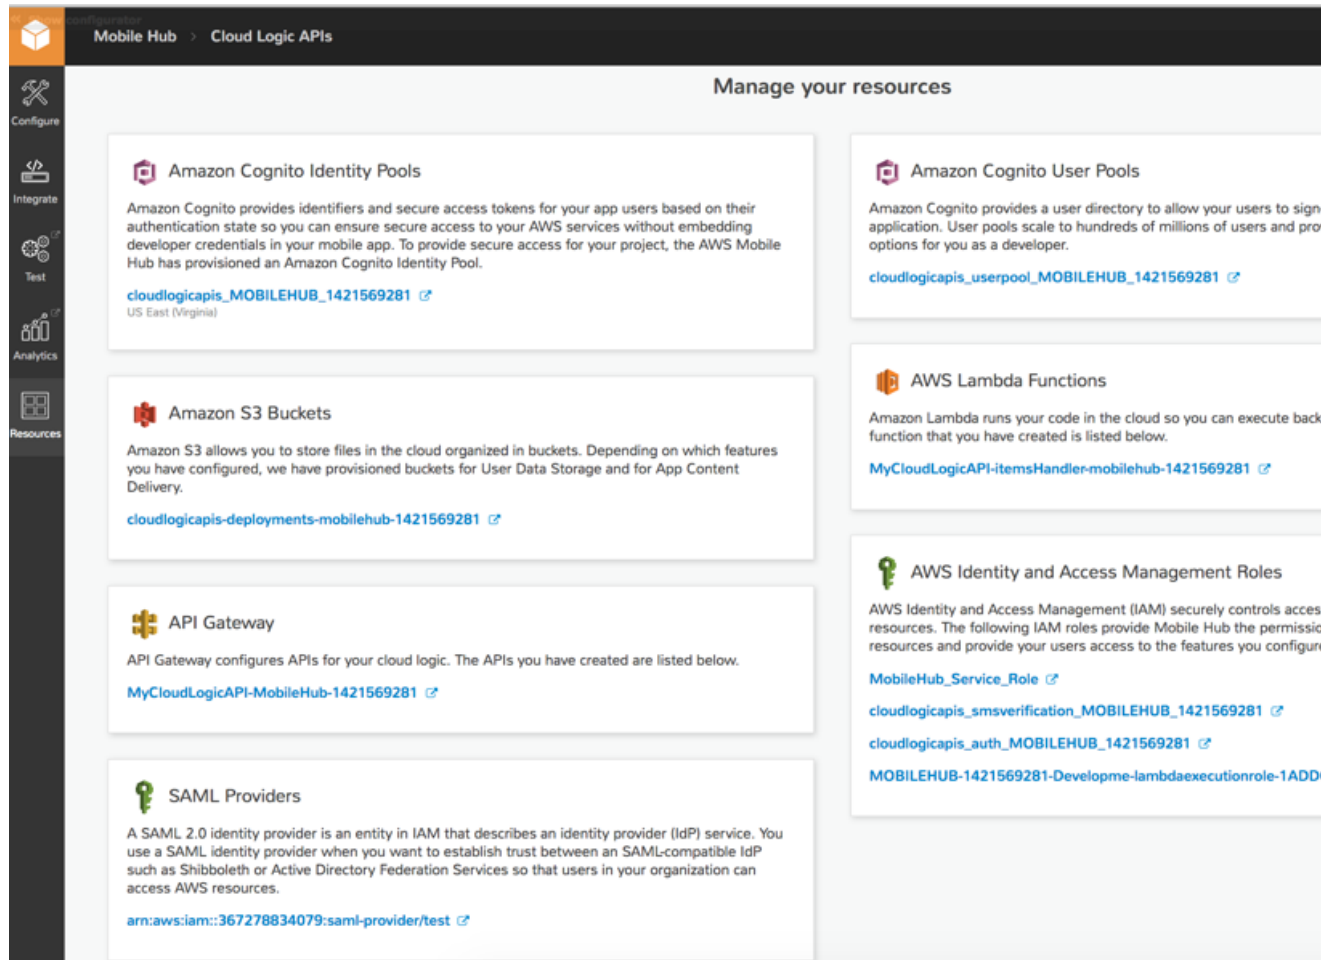 Show configurator
Mobile Hub > Cloud Logic APIs
Configure
Integrate
Test
Analytics
Resources
Manage your resources
Amazon Cognito Identity Pools
Amazon Cognito provides identifiers and secure access tokens for your app users based on their
authentication state so you can ensure secure access to your AWS services without embedding
developer credentials in your mobile app. To provide secure access for your project, the AWS Mobile
Hub has provisioned an Amazon Cognito Identity Pool.
cloudlogicapis_MOBILEHUB_1421569281
US East (Virginia)
Amazon S3 Buckets
Amazon S3 allows you to store files in the cloud organized in buckets. Depending on which features
you have configured, we have provisioned buckets for User Data Storage and for App Content
Delivery.
cloudlogicapis-deployments-mobilehub-1421569281
API Gateway
API Gateway configures APIs for your cloud logic. The APIs you have created are listed below.
MyCloudLogicAPI-MobileHub-1421569281
SAML Providers
A SAML 2.0 identity provider is an entity in IAM that describes an identity provider (IdP) service. You
use a SAML identity provider when you want to establish trust between an SAML-compatible IdP
such as Shibboleth or Active Directory Federation Services so that users in your organization can
access AWS resources.
arn:aws:iam::367278834079:saml-provider/test
Amazon Cognito User Pools
Amazon Cognito provides a user directory to allow your users to sign
application. User pools scale to hundreds of millions of users and pro
options for you as a developer.
cloudlogicapis_userpool_MOBILEHUB_1421569281
AWS Lambda Functions
Amazon Lambda runs your code in the cloud so you can execute back
function that you have created is listed below.
MyCloudLogicAPI-itemsHandler-mobilehub-1421569281
AWS Identity and Access Management Roles
AWS Identity and Access Management (IAM) securely controls acces
resources. The following IAM roles provide Mobile Hub the permissio
resources and provide your users access to the features you configure
MobileHub_Service_Role
cloudlogicapis_smsverification_MOBILEHUB_1421569281
cloudlogicapis_auth_MOBILEHUB_1421569281
MOBILEHUB-1421569281-Developme-lambdaexecutionrole-1ADD